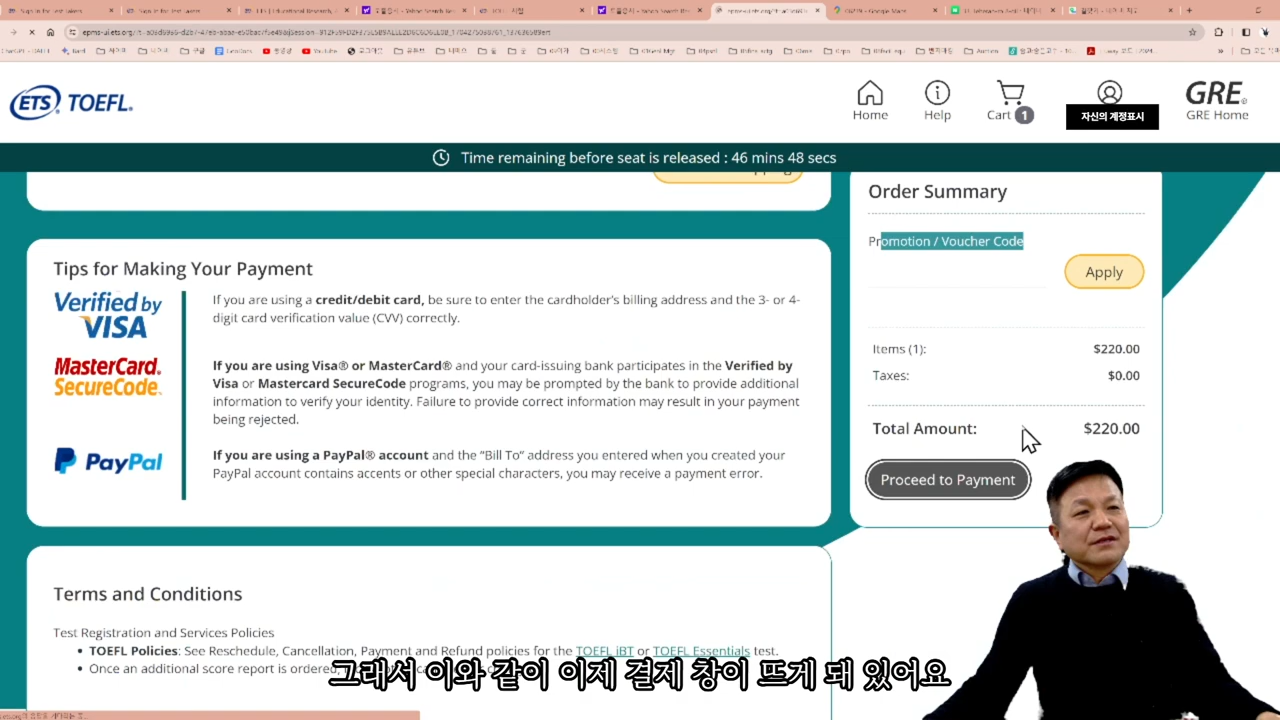 ETS TOEFL
Home
Help
Cart 1
자신의 계정표시
GRE
GRE Home
Time remaining before seat is released : 46 mins 48 secs
Tips for Making Your Payment
Verified by
VISA
If you are using a credit/debit card, be sure to enter the cardholder's billing address and the 3- or 4-
digit card verification value (CVV) correctly.
MasterCard.
SecureCode.
If you are using Visa® or MasterCard® and your card-issuing bank participates in the Verified by
Visa or Mastercard SecureCode programs, you may be prompted by the bank to provide additional
information to verify your identity. Failure to provide correct information may result in your payment
being rejected.
PayPal
If you are using a PayPal® account and the "Bill To" address you entered when you created your
PayPal account contains accents or other special characters, you may receive a payment error.
Order Summary
Promotion / Voucher Code
Apply
Items (1): $220.00
Taxes: $0.00
Total Amount: $220.00
Proceed to Payment
Terms and Conditions
Test Registration and Services Policies
TOEFL Policies: See Reschedule, Cancellation, Payment and Refund policies for the TOEFL iBT or TOEFL Essentials test.
Once an additional score report is ordered,
그래서 이와 같이 이제 결제 창이 뜨게 돼 있어요